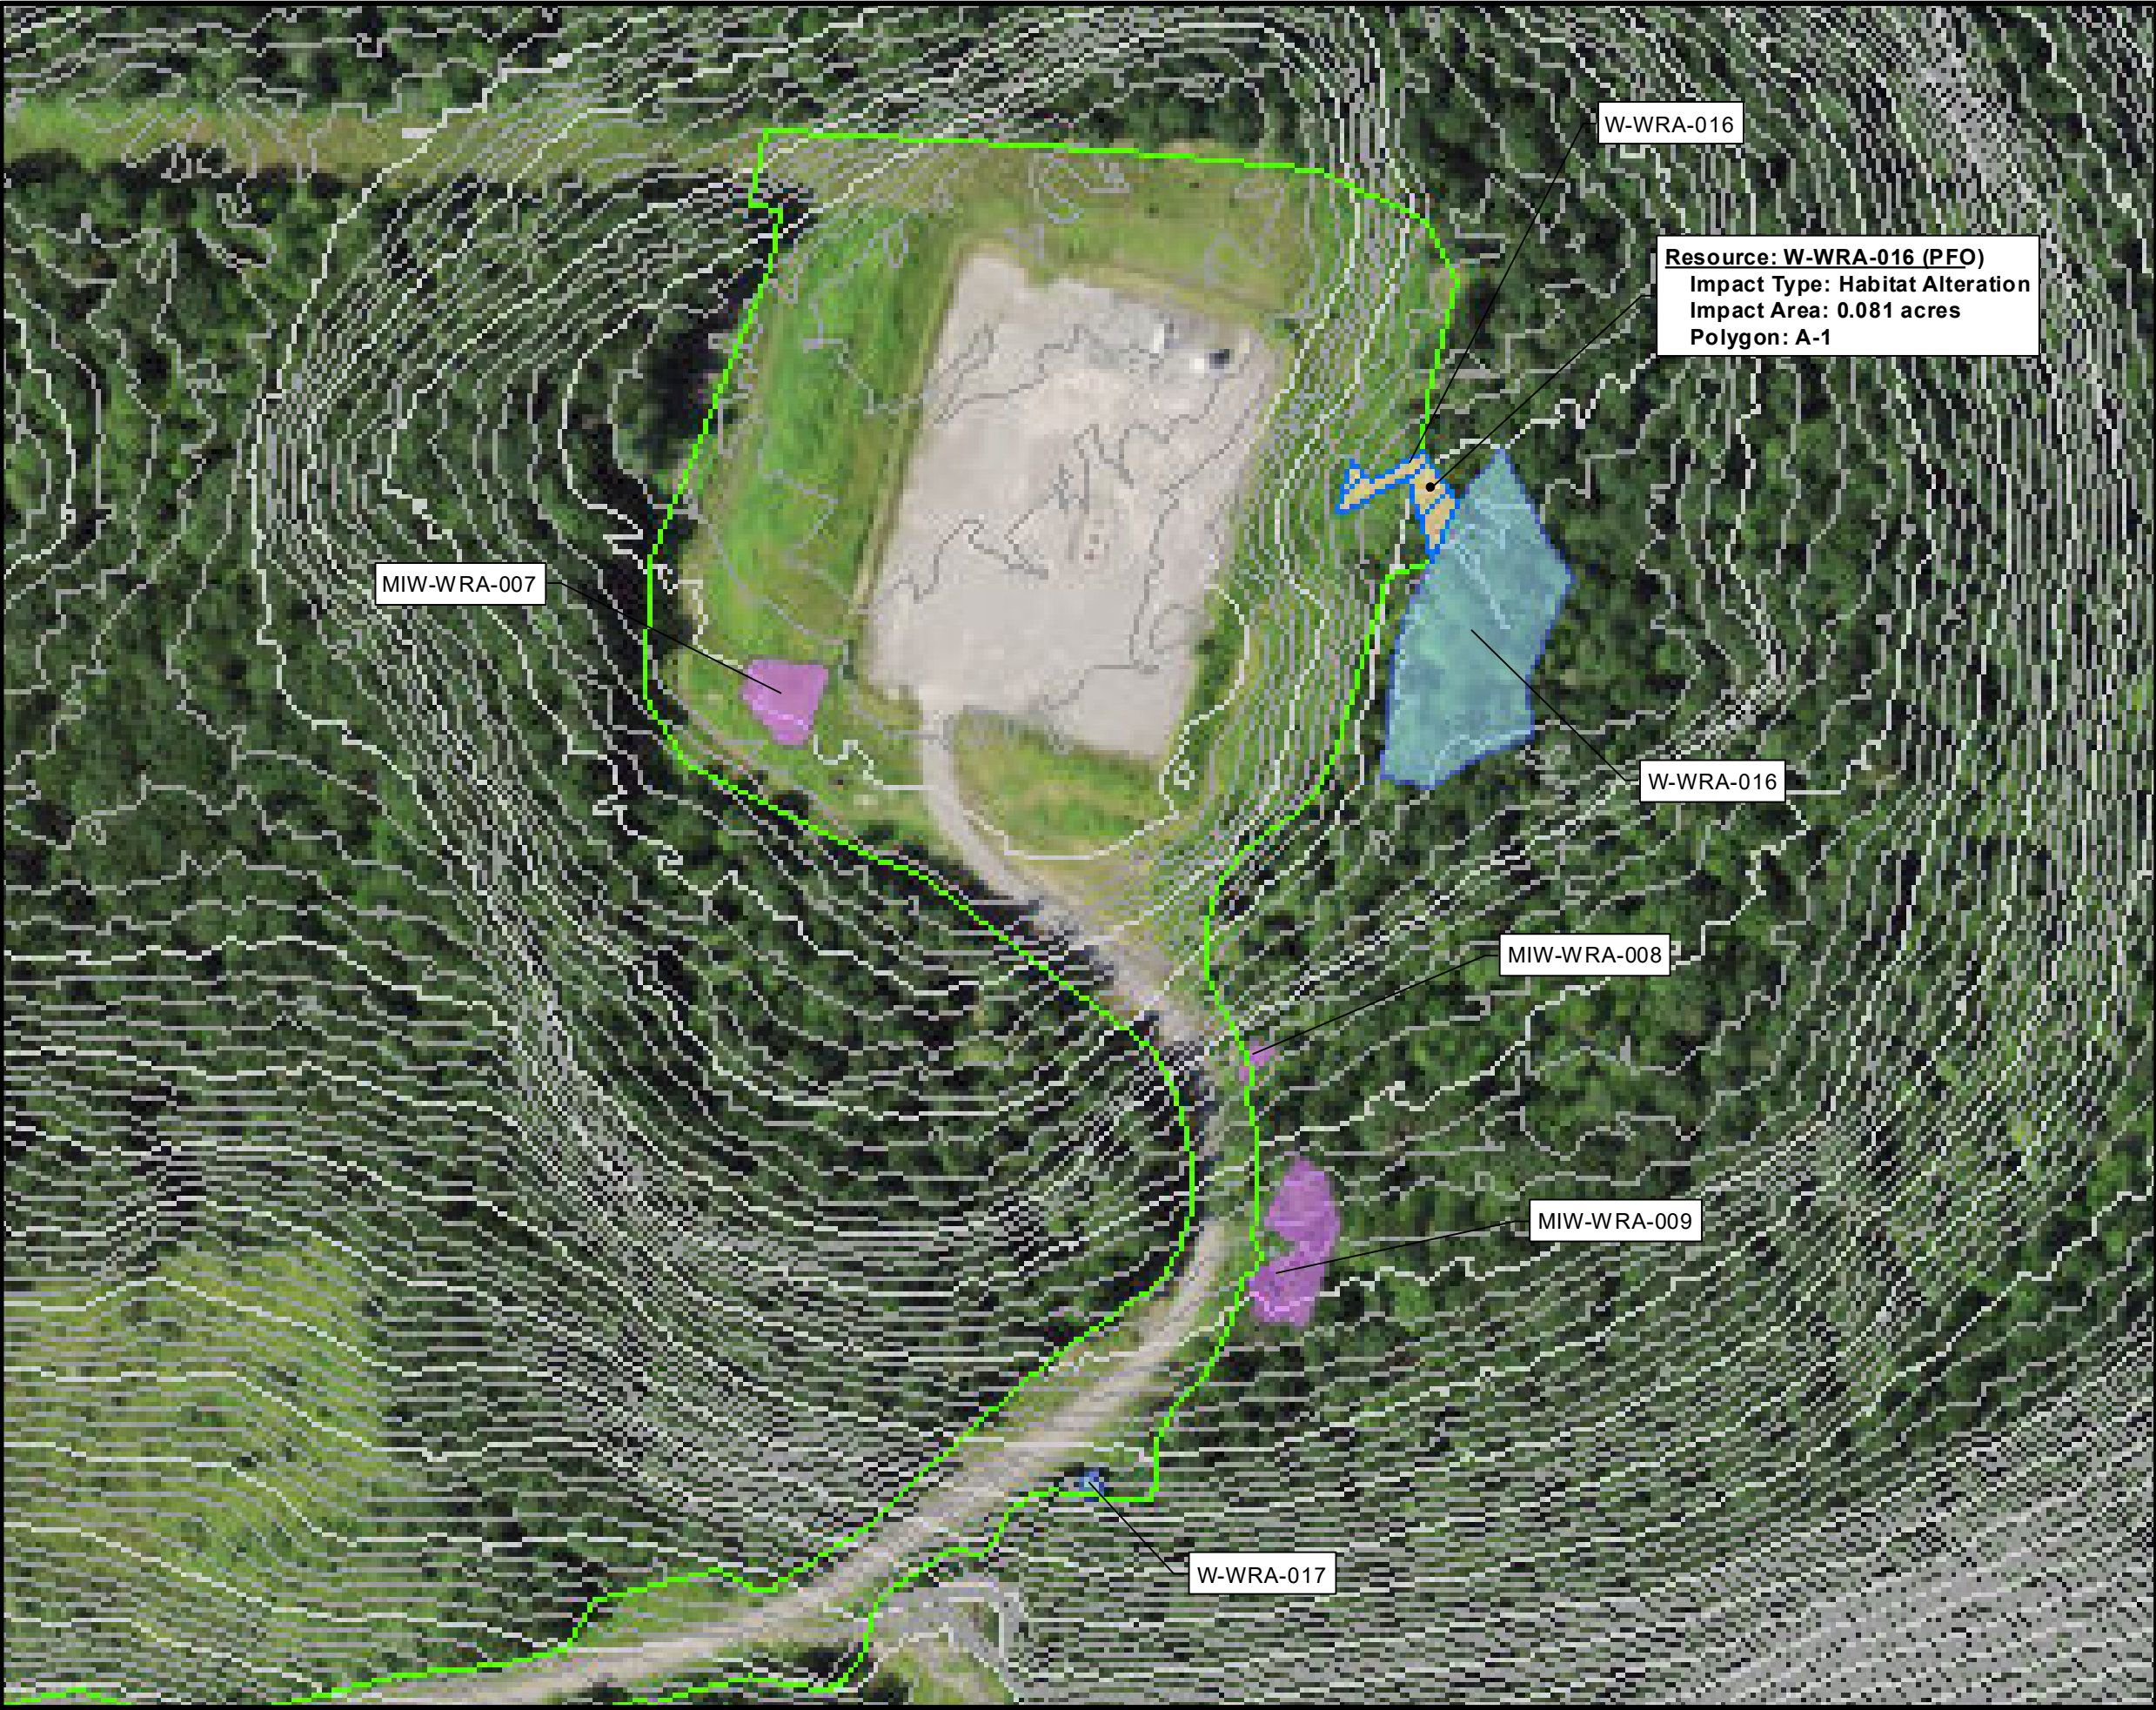 W-WRA-016
Resource: W-WRA-016 (PFO)
Impact Type: Habitat Alteration
Impact Area: 0.081 acres
Polygon: A-1
MIW-WRA-007
W-WRA-016
MIW-WRA-008
MIW-WRA-009
W-WRA-017